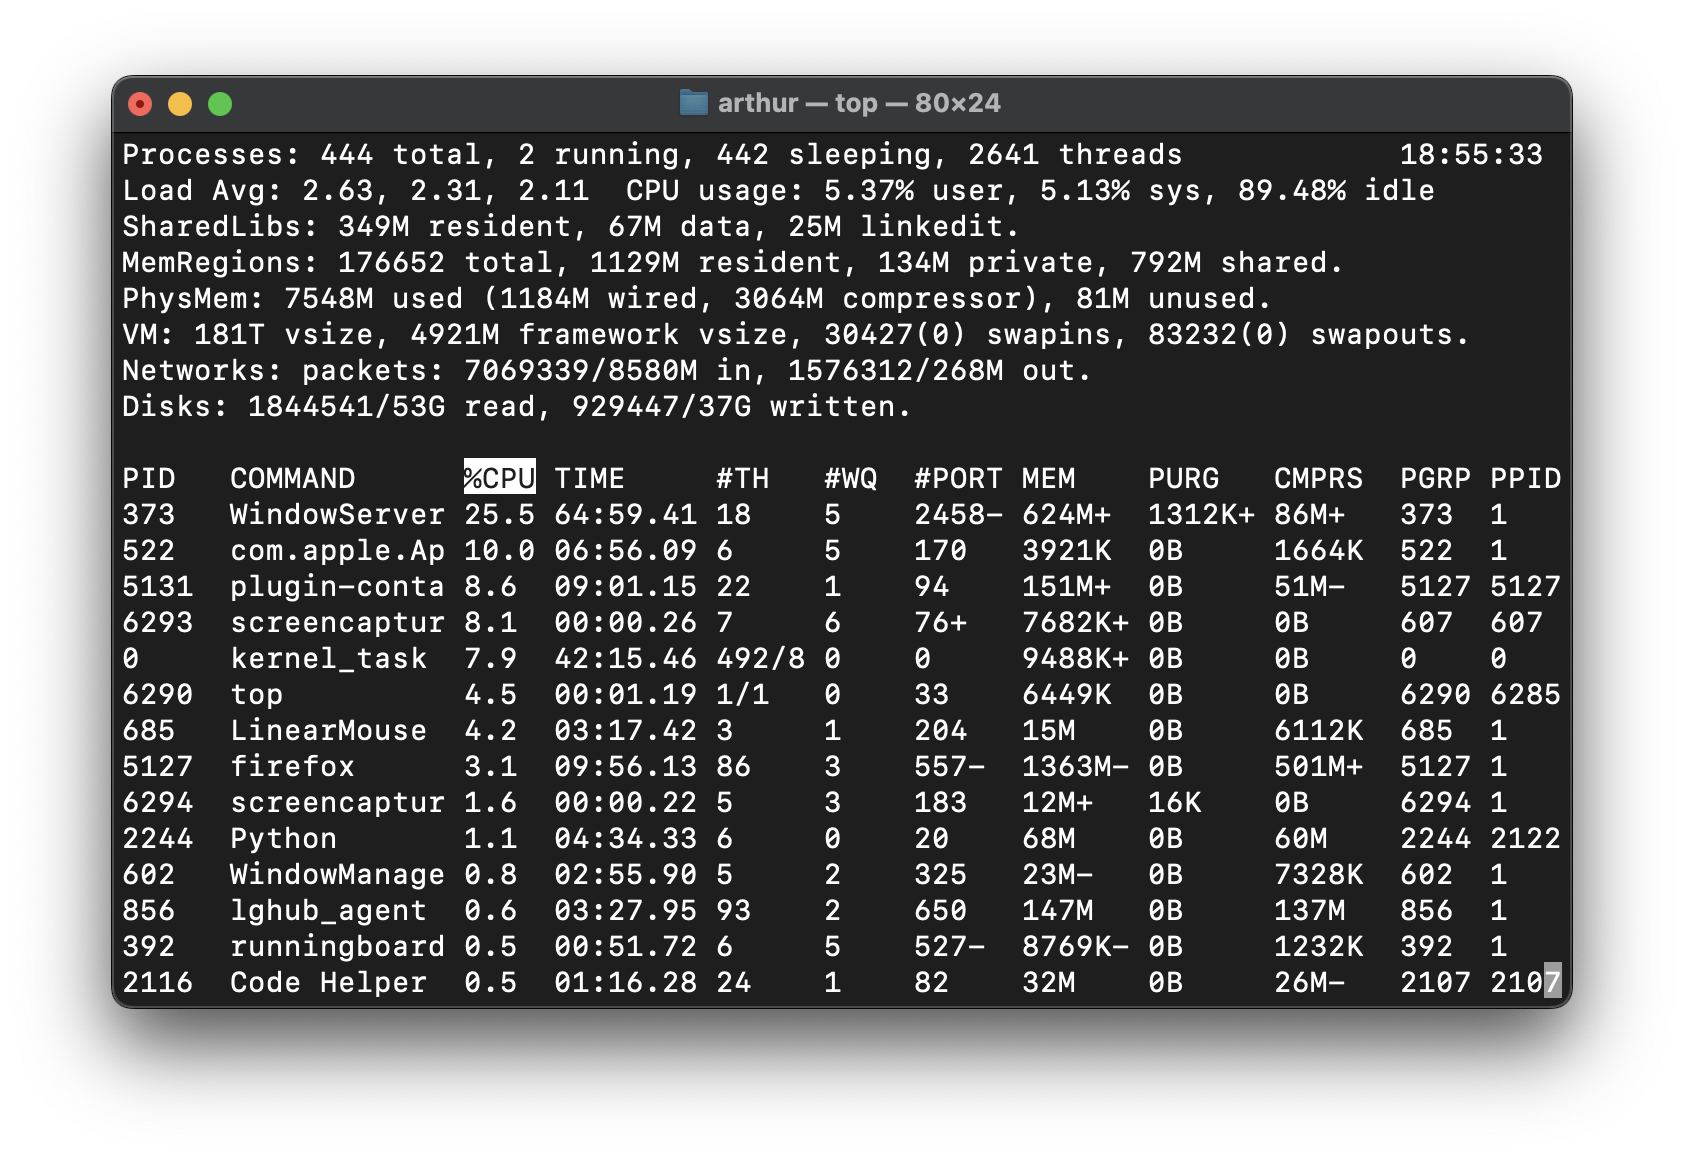 arthur — top — 80×24
Processes: 444 total, 2 running, 442 sleeping, 2641 threads 18:55:33
Load Avg: 2.63, 2.31, 2.11 CPU usage: 5.37% user, 5.13% sys, 89.48% idle
SharedLibs: 349M resident, 67M data, 25M linkedit.
MemRegions: 176652 total, 1129M resident, 134M private, 792M shared.
PhysMem: 7548M used (1184M wired, 3064M compressor), 81M unused.
VM: 181T vsize, 4921M framework vsize, 30427(0) swapins, 83232(0) swapouts.
Networks: packets: 7069339/8580M in, 1576312/268M out.
Disks: 1844541/53G read, 929447/37G written.
PID COMMAND %CPU TIME #TH #WQ #PORT MEM PURG CMPRS PGRP PPID
373 WindowServer 25.5 64:59.41 18 5 2458- 624M+ 1312K+ 86M+ 373 1
522 com.apple.Ap 10.0 06:56.09 6 5 170 3921K 0B 1664K 522 1
5131 plugin-conta 8.6 09:01.15 22 1 94 151M+ 0B 51M- 5127 5127
6293 screencaptur 8.1 00:00.26 7 6 76+ 7682K+ 0B 0B 607 607
0 kernel_task 7.9 42:15.46 492/8 0 0 9488K+ 0B 0B 0 0
6290 top 4.5 00:01.19 1/1 0 33 6449K 0B 0B 6290 6285
685 LinearMouse 4.2 03:17.42 3 1 204 15M 0B 6112K 685 1
5127 firefox 3.1 09:56.13 86 3 557- 1363M- 0B 501M+ 5127 1
6294 screencaptur 1.6 00:00.22 5 3 183 12M+ 16K 0B 6294 1
2244 Python 1.1 04:34.33 6 0 20 68M 0B 60M 2244 2122
602 WindowManage 0.8 02:55.90 5 2 325 23M- 0B 7328K 602 1
856 lghub_agent 0.6 03:27.95 93 2 650 147M 0B 137M 856 1
392 runningboard 0.5 00:51.72 6 5 527- 8769K- 0B 1232K 392 1
2116 Code Helper 0.5 01:16.28 24 1 82 32M 0B 26M- 2107 2107